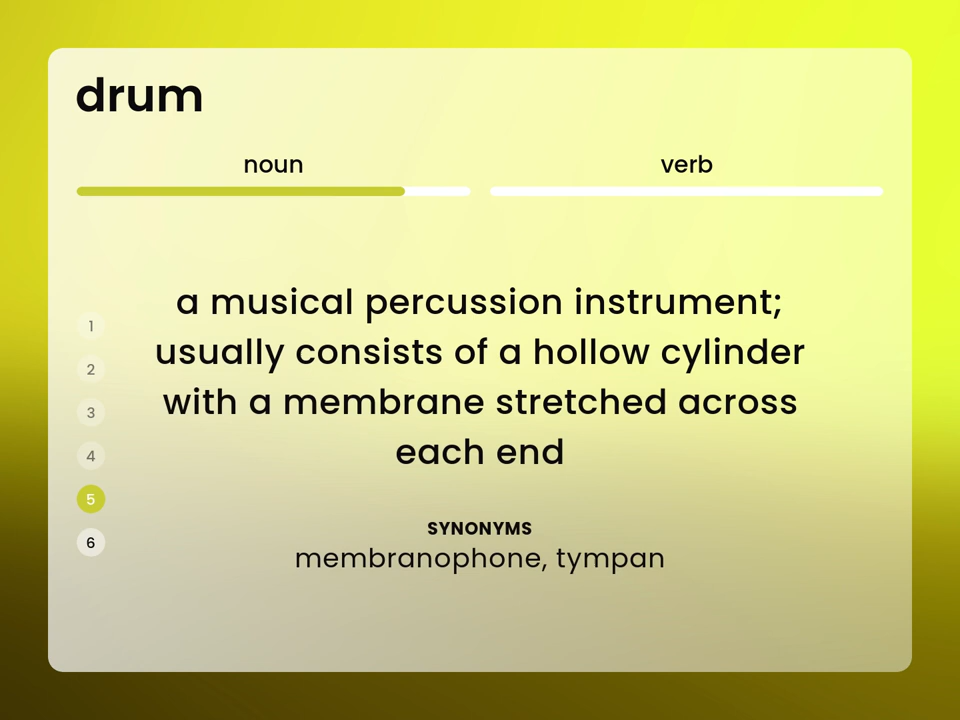 drum
noun
verb
a musical percussion instrument;
usually consists of a hollow cylinder
with a membrane stretched across
each end
1
2
3
4
5
6
SYNONYMS
membranophone, tympan